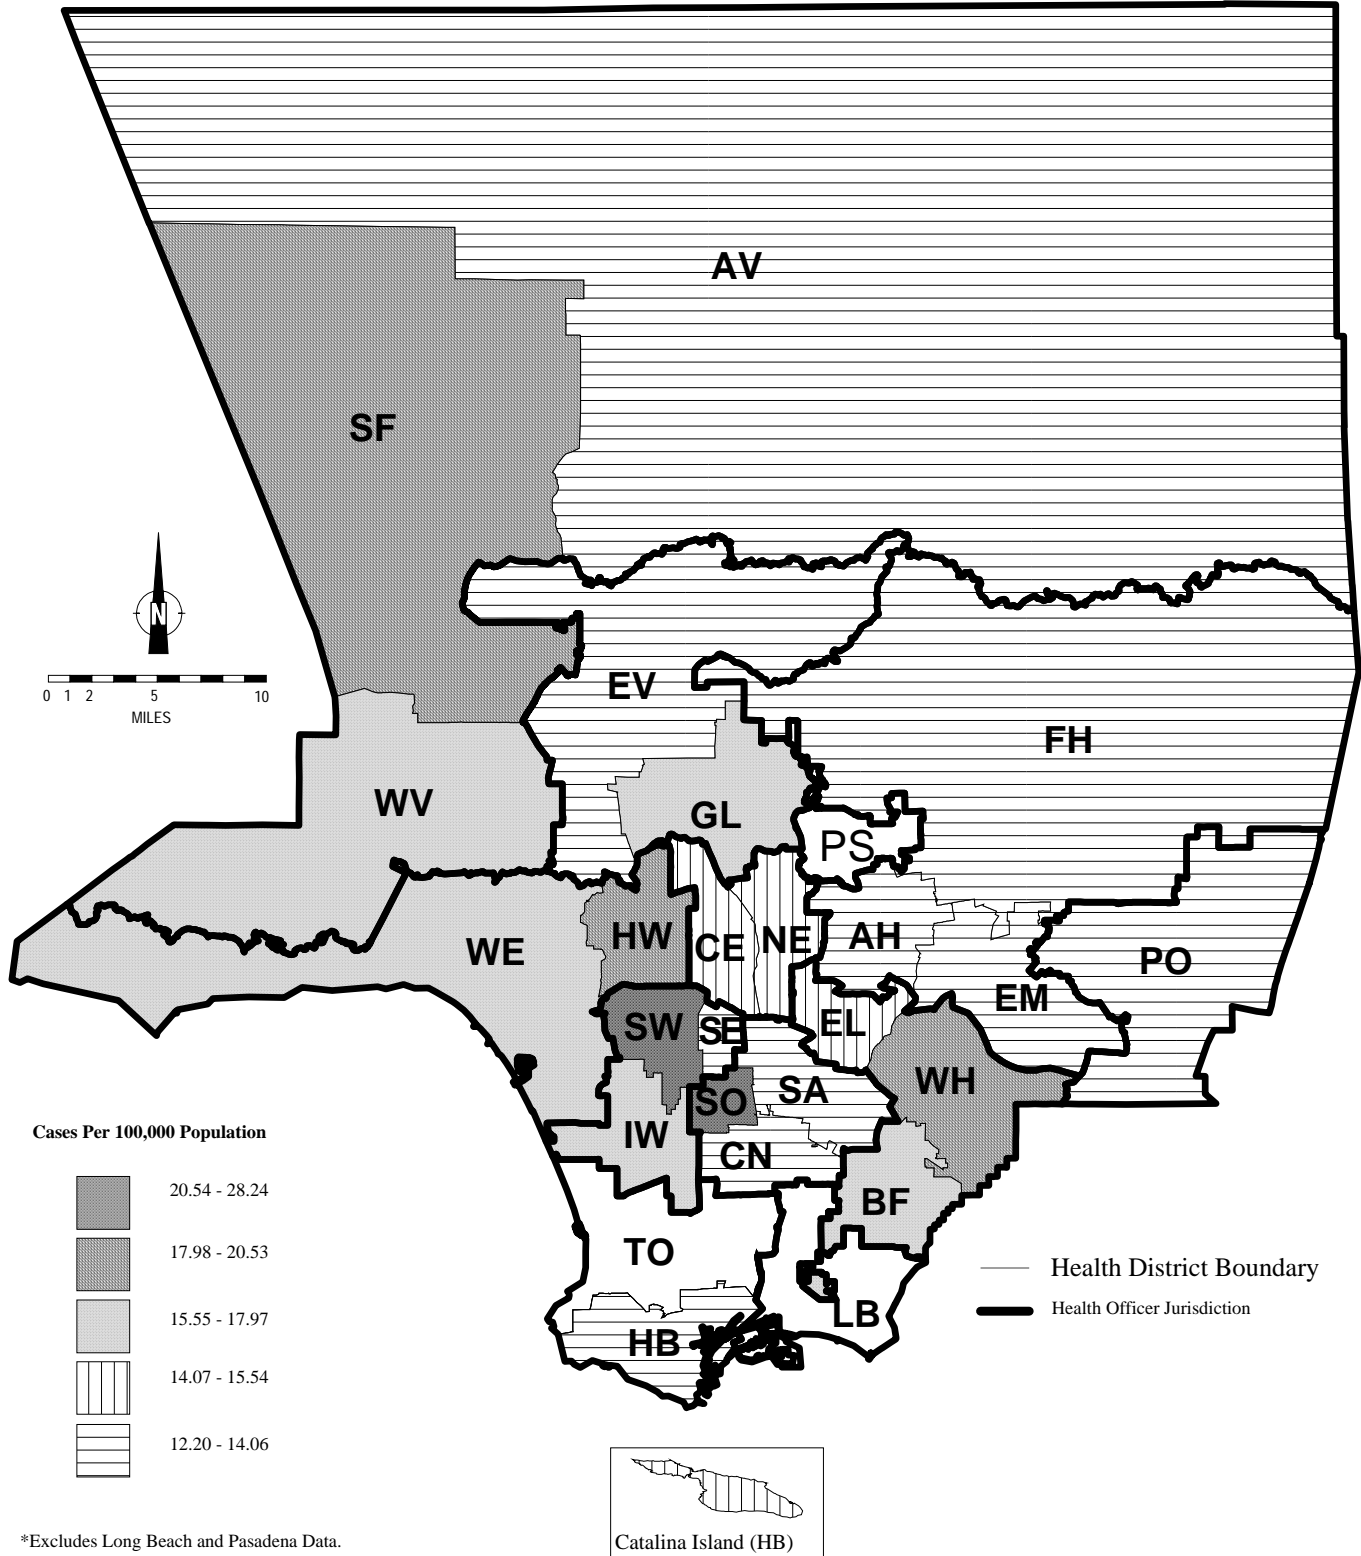 AV
SF
N
0 1 2 5 10
MILES
EV
FH
WV
GL
PS
HW
CE
NE
AH
WE
PO
EM
SW
SE
EL
SA
WH
SO
IW
CN
BF
TO
LB
HB
Cases Per 100,000 Population
20.54 - 28.24
17.98 - 20.53
15.55 - 17.97
14.07 - 15.54
12.20 - 14.06
Health District Boundary
Health Officer Jurisdiction
Catalina Island (HB)
*Excludes Long Beach and Pasadena Data.